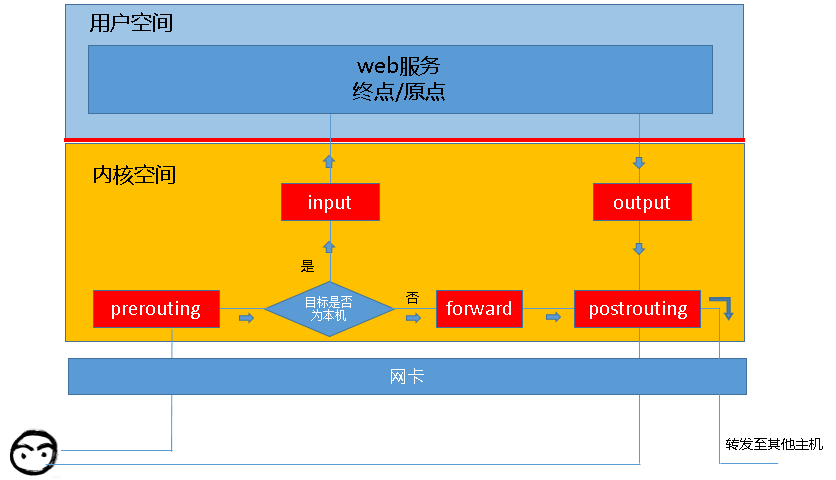 用户空间
web服务
终点/原点
内核空间
input
output
是
目标是否
为本机
否
prerouting
forward
postrouting
网卡
转发至其他主机